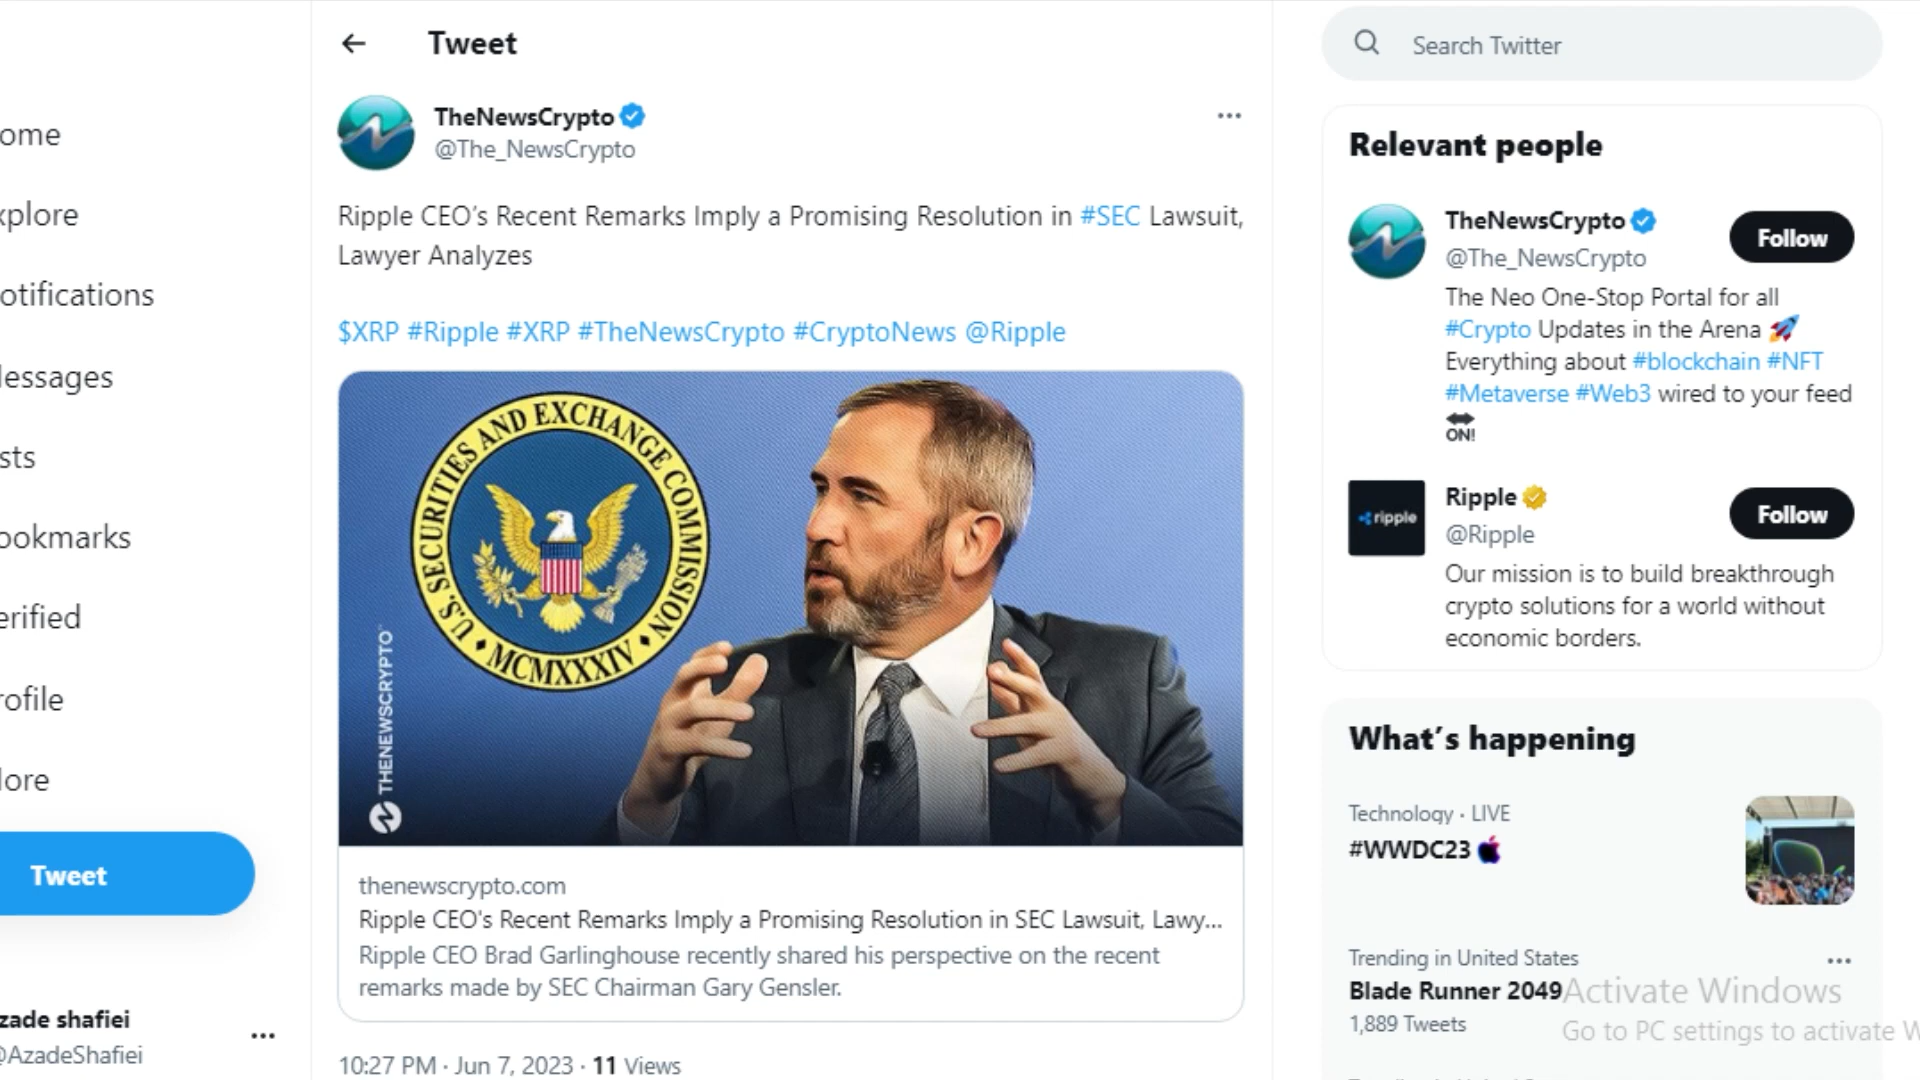 Tweet
Search Twitter
ome
xplore
otifications
essages
sts
ookmarks
erified
rofile
ore
Tweet
zade shafiei
@AzadeShafiei
TheNewsCrypto
@The_NewsCrypto
Ripple CEO's Recent Remarks Imply a Promising Resolution in #SEC Lawsuit,
Lawyer Analyzes
$XRP #Ripple #XRP #TheNewsCrypto #CryptoNews @Ripple
U.S. SECURITIES AND EXCHANGE COMMISSION
MCMXXXIV
THENEWSCRYPTO
thenewscrypto.com
Ripple CEO's Recent Remarks Imply a Promising Resolution in SEC Lawsuit, Lawy...
Ripple CEO Brad Garlinghouse recently shared his perspective on the recent
remarks made by SEC Chairman Gary Gensler.
10:27 PM · Jun 7, 2023 · 11 Views
Relevant people
TheNewsCrypto
Follow
@The_NewsCrypto
The Neo One-Stop Portal for all
#Crypto Updates in the Arena 🚀
Everything about #blockchain #NFT
#Metaverse #Web3 wired to your feed
ON!
ripple
Ripple
Follow
@Ripple
Our mission is to build breakthrough
crypto solutions for a world without
economic borders.
What's happening
Technology · LIVE
#WWDC23
Trending in United States
Blade Runner 2049
1,889 Tweets
Activate Windows
Go to PC settings to activate W